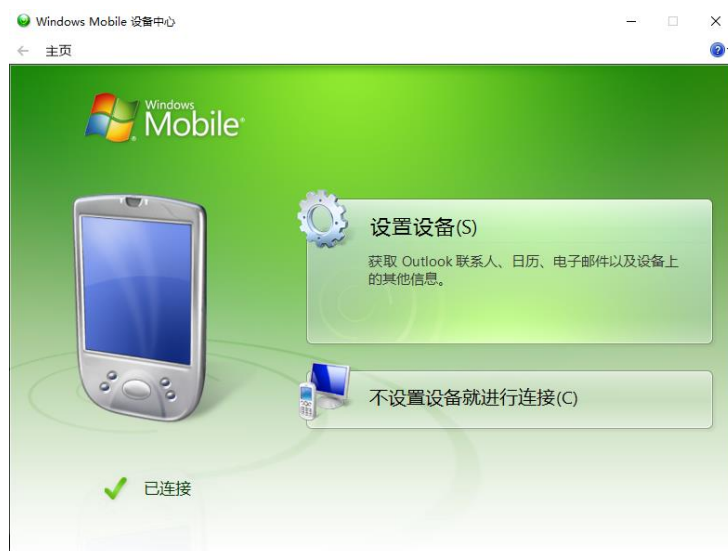 Windows Mobile 设备中心
主页
Windows
Mobile
设置设备(S)
获取 Outlook 联系人、日历、电子邮件以及设备上
的其他信息。
不设置设备就进行连接(C)
已连接